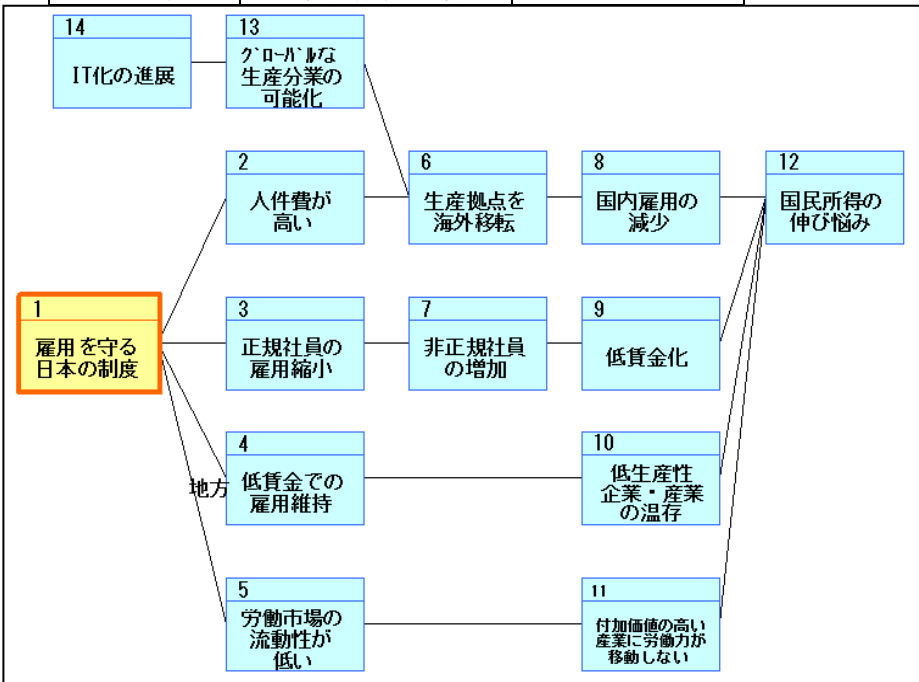 14
IT化の進展
13
グローバルな
生産分業の
可能化
2
人件費が
高い
6
生産拠点を
海外移転
8
国内雇用の
減少
12
国民所得の
伸び悩み
1
雇用を守る
日本の制度
3
正規社員の
雇用縮小
7
非正規社員
の増加
9
低賃金化
4
低賃金での
雇用維持
地方
10
低生産性
企業・産業
の温存
5
労働市場の
流動性が
低い
11
付加価値の高い
産業に労働力が
移動しない